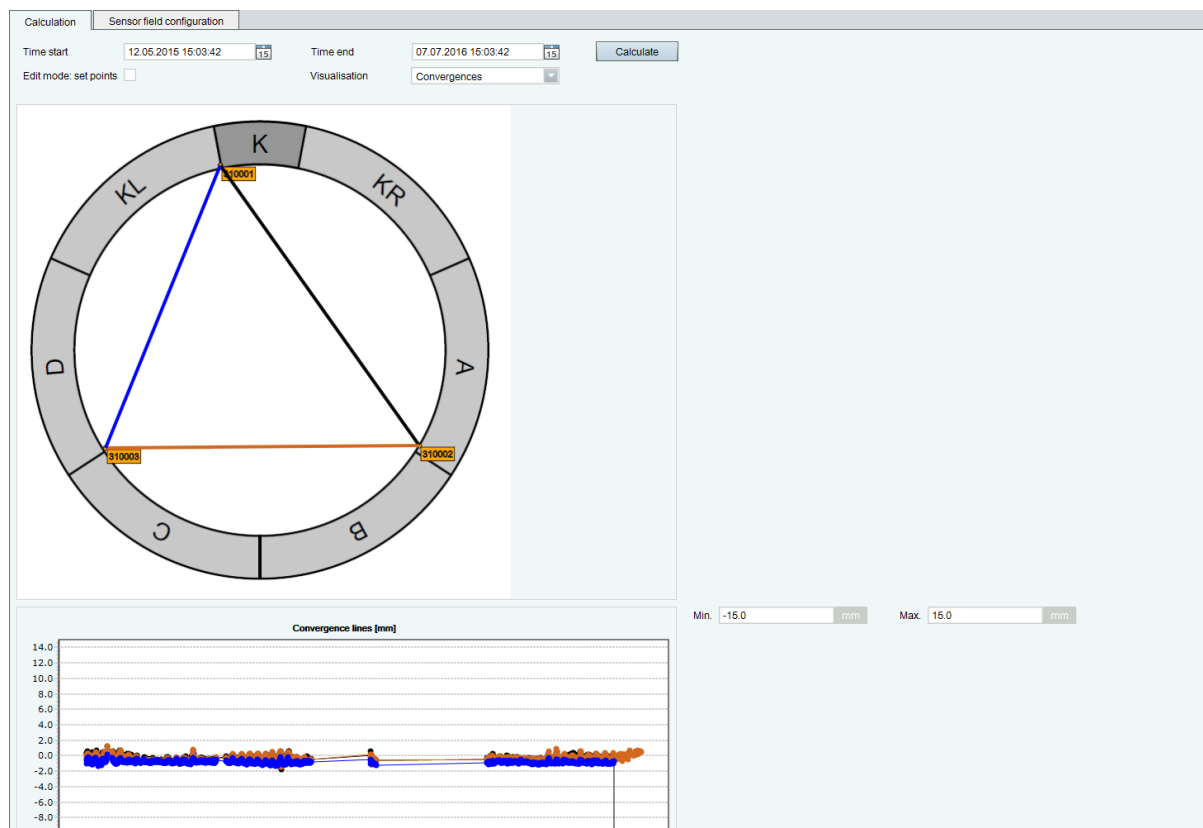 Calculation Sensor field configuration
Time start 12.05.2015 15:03:42 15 Time end 07.07.2016 15:03:42 15 Calculate
Edit mode: set points Visualisation Convergences
K
310001
KL
KR
D
A
310003
310002
C
B
Min. -15.0 mm Max. 15.0 mm
Convergence lines [mm]
14.0
12.0
10.0
8.0
6.0
4.0
2.0
0.0
-2.0
-4.0
-6.0
-8.0